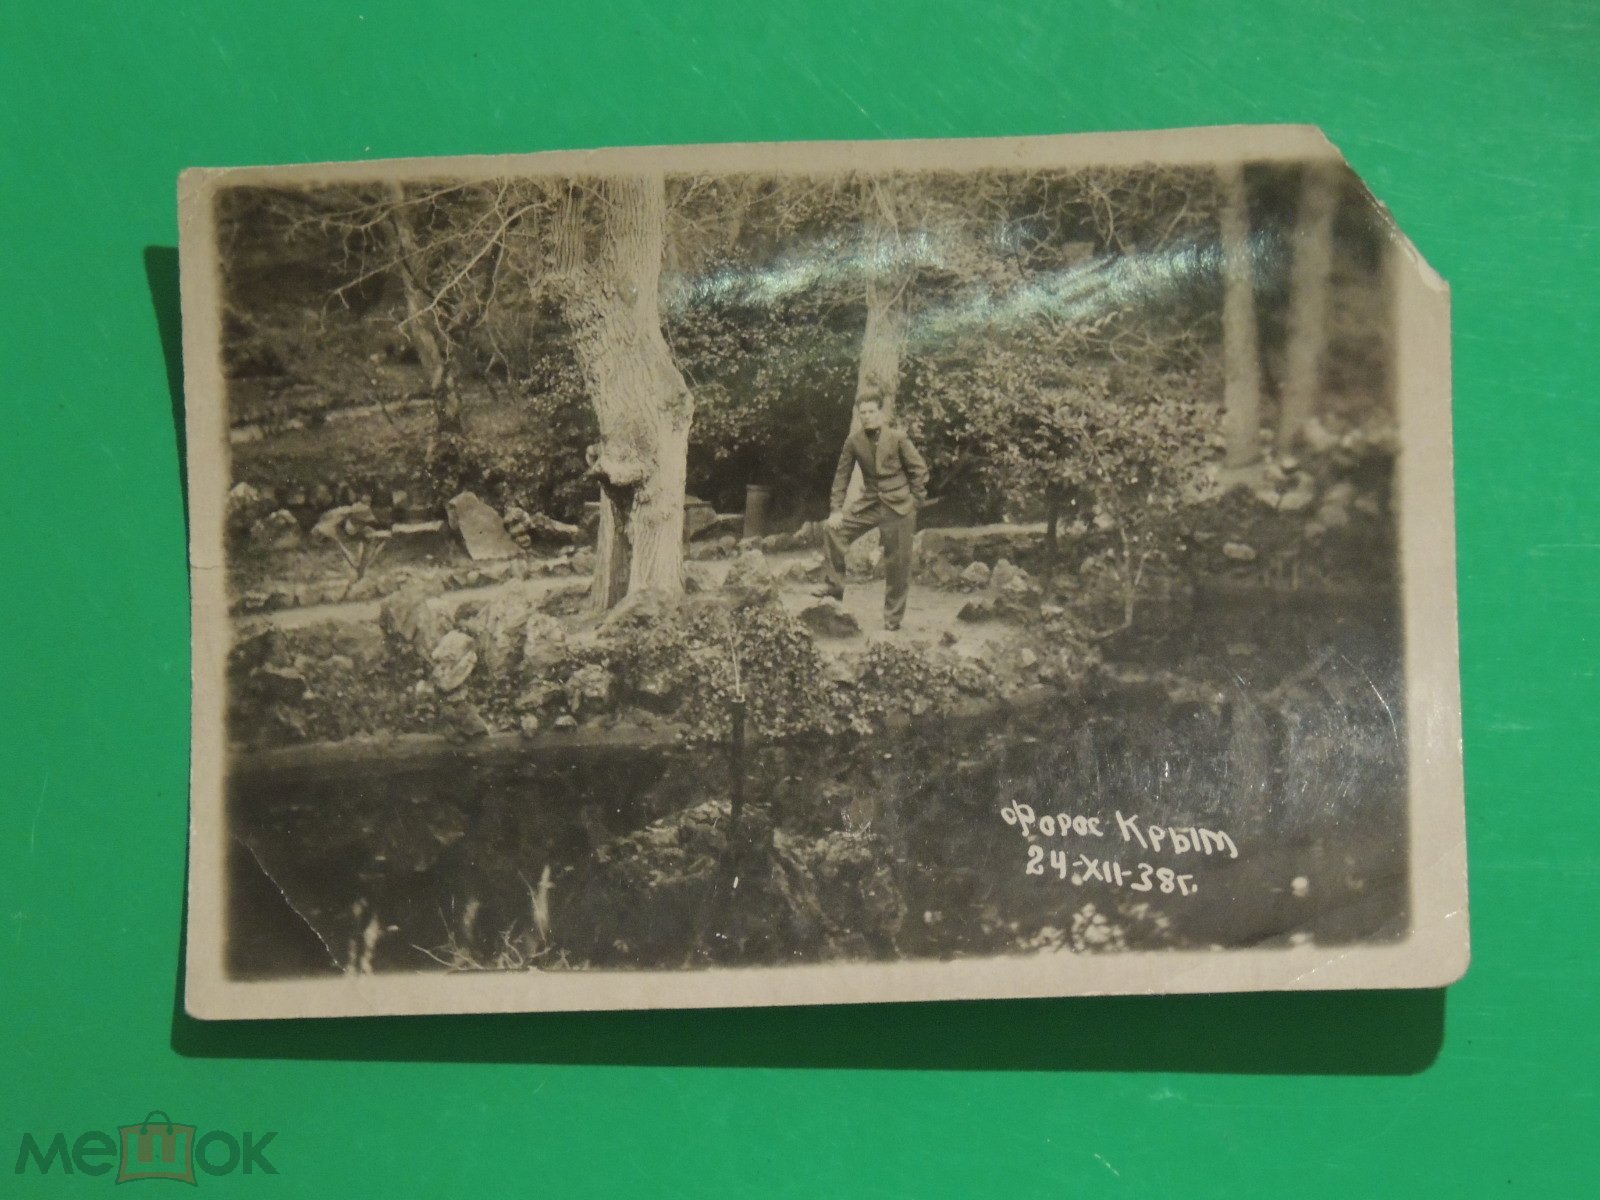 Форос Крым
24-XII-38г.
мешок